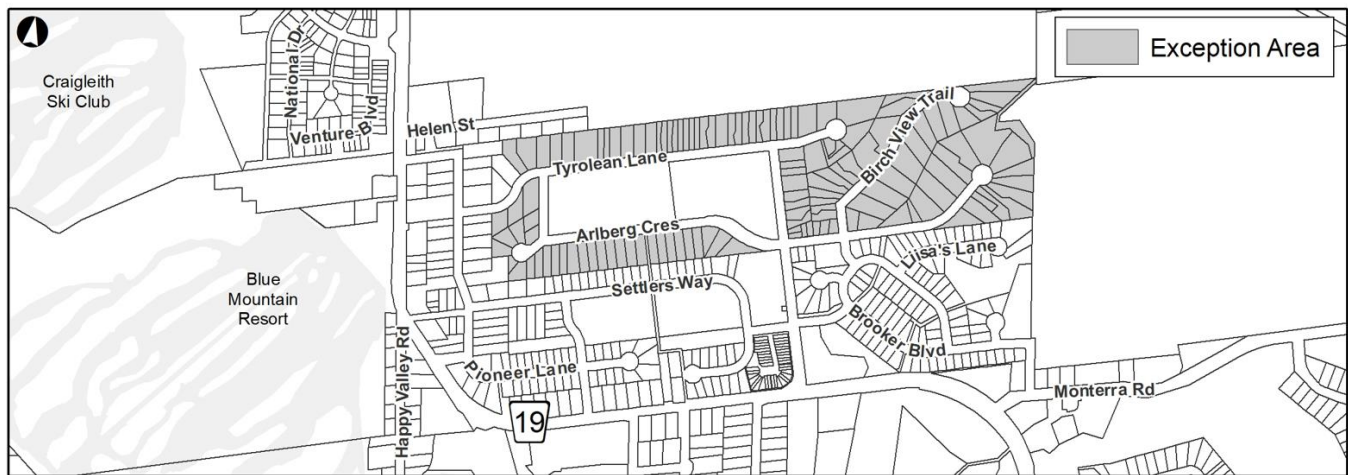 Exception Area
Craigleith
Ski Club
National Dr
Venture Blvd
Helen St
Tyrolean Lane
Birch View Trail
Arlberg Cres
Liisa's Lane
Settlers Way
Blue
Mountain
Resort
Brooker Blvd
Pioneer Lane
Happy Valley Rd
Monterra Rd
19